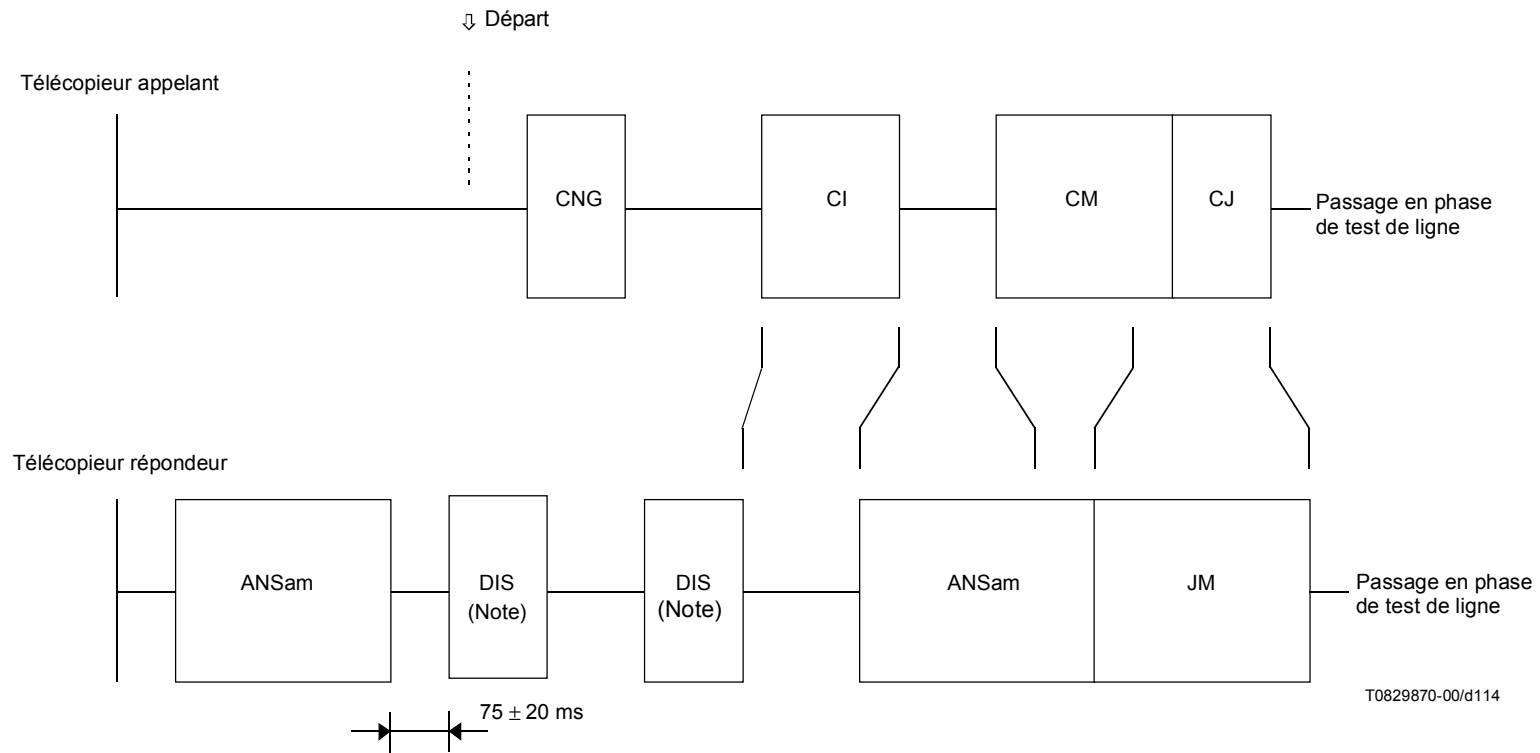 ⇩ Départ
Télécopieur appelant
CNG
CI
CM
CJ
Passage en phase
de test de ligne
Télécopieur répondeur
ANSam
DIS
(Note)
DIS
(Note)
ANSam
JM
Passage en phase
de test de ligne
T0829870-00/d114
75 ± 20 ms